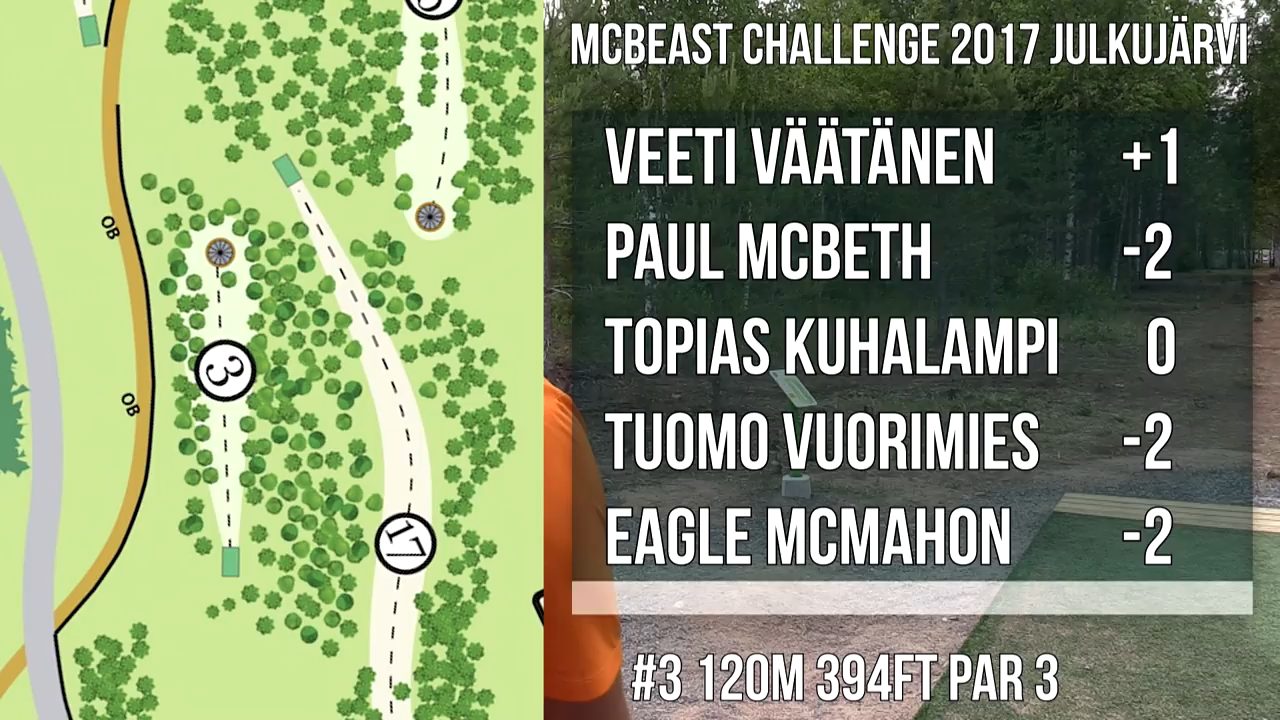 MCBEAST CHALLENGE 2017 JULKUJÄRVI
VEETI VÄÄTÄNEN +1
PAUL MCBETH -2
TOPIAS KUHALAMPI 0
TUOMO VUORIMIES -2
EAGLE MCMAHON -2
#3 120M 394FT PAR 3
OB
OB
3
17